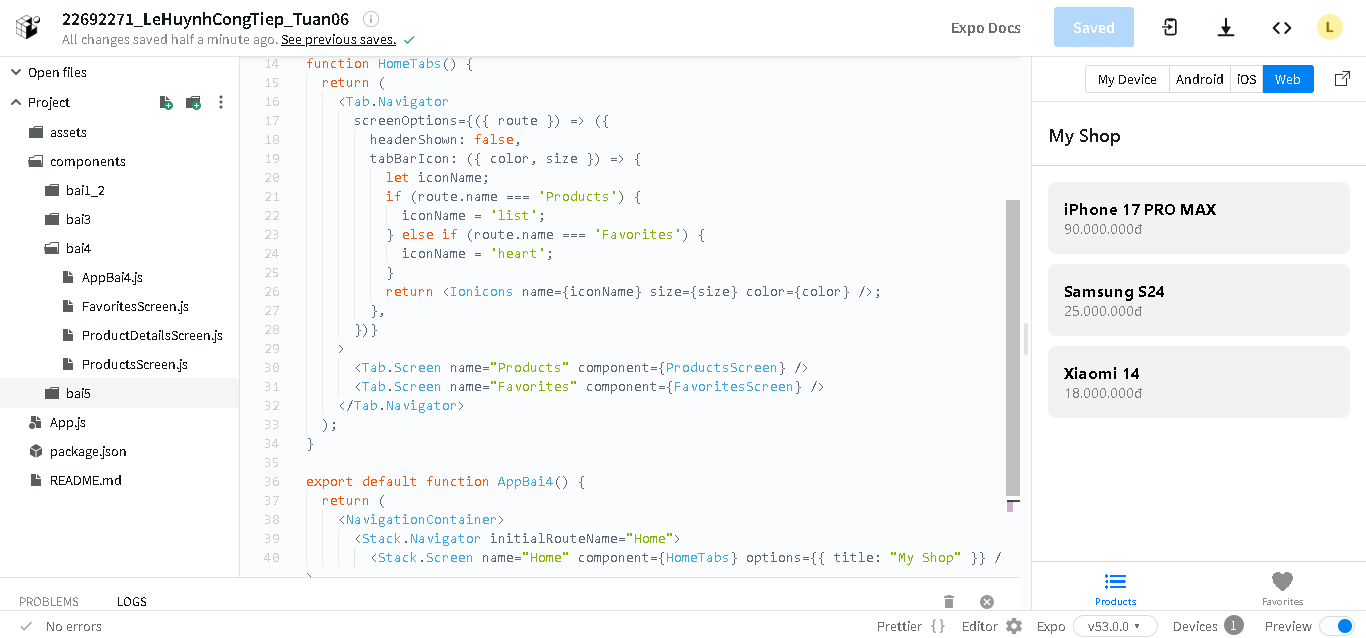 22692271_LeHuynhCongTiep_Tuan06
All changes saved half a minute ago. See previous saves.
Expo Docs
Saved
L
Open files
Project
assets
components
bai1_2
bai3
bai4
AppBai4.js
FavoritesScreen.js
ProductDetailsScreen.js
ProductsScreen.js
bai5
App.js
package.json
README.md
14 function HomeTabs() {
15 return (
16 <Tab.Navigator
17 screenOptions={({ route }) => ({
18 headerShown: false,
19 tabBarIcon: ({ color, size }) => {
20 let iconName;
21 if (route.name === 'Products') {
22 iconName = 'list';
23 } else if (route.name === 'Favorites') {
24 iconName = 'heart';
25 }
26 return <Ionicons name={iconName} size={size} color={color} />;
27 },
28 })}
29 >
30 <Tab.Screen name="Products" component={ProductsScreen} />
31 <Tab.Screen name="Favorites" component={FavoritesScreen} />
32 </Tab.Navigator>
33 );
34 }
35
36 export default function AppBai4() {
37 return (
38 <NavigationContainer>
39 <Stack.Navigator initialRouteName="Home">
40 <Stack.Screen name="Home" component={HomeTabs} options={{ title: "My Shop" }} /
>
My Device Android iOS Web
My Shop
iPhone 17 PRO MAX
90.000.000đ
Samsung S24
25.000.000đ
Xiaomi 14
18.000.000đ
Products Favorites
PROBLEMS LOGS
No errors
Prettier {} Editor Expo v53.0.0 Devices 1 Preview